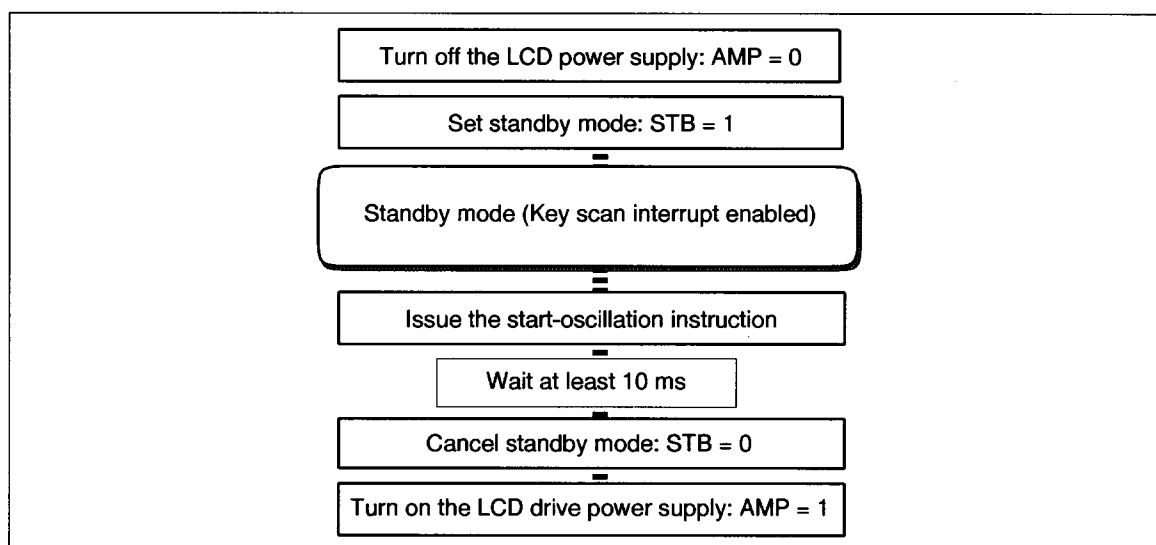 Turn off the LCD power supply: AMP = 0
Set standby mode: STB = 1
Standby mode (Key scan interrupt enabled)
Issue the start-oscillation instruction
Wait at least 10 ms
Cancel standby mode: STB = 0
Turn on the LCD drive power supply: AMP = 1